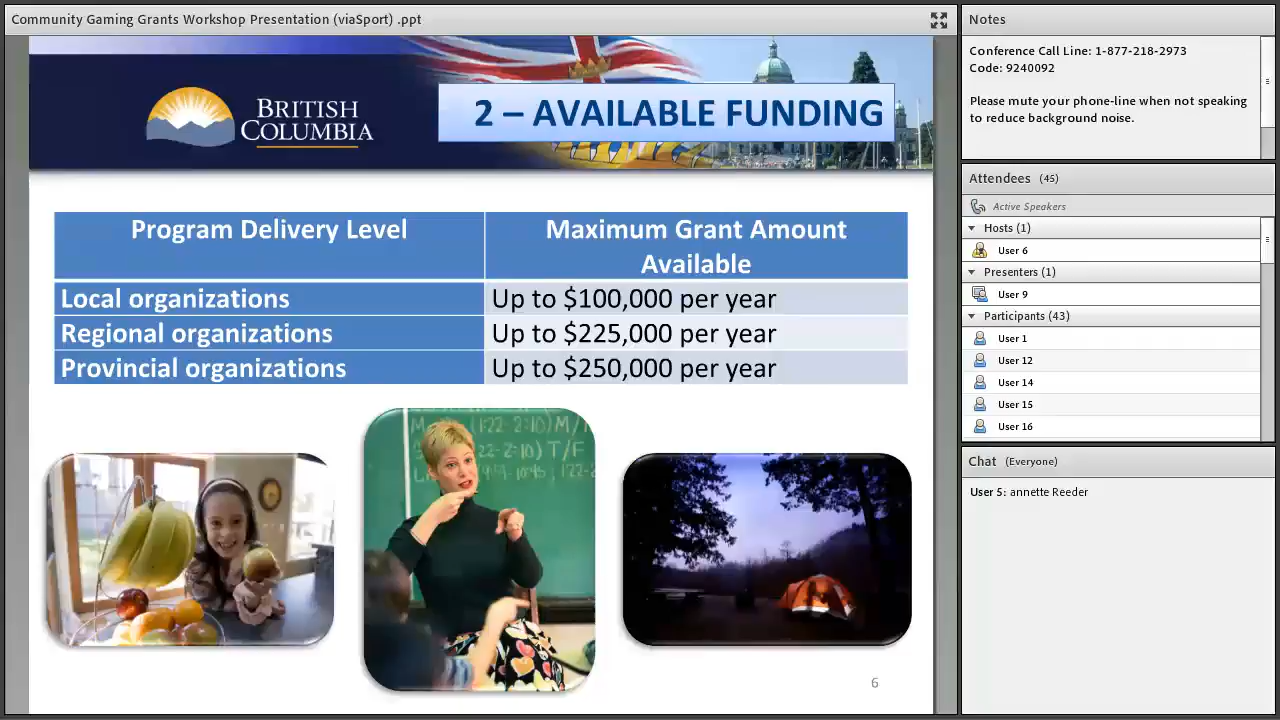 Community Gaming Grants Workshop Presentation (viaSport) .ppt
BRITISH
COLUMBIA
2 – AVAILABLE FUNDING
Program Delivery Level
Maximum Grant Amount
Available
Local organizations
Up to $100,000 per year
Regional organizations
Up to $225,000 per year
Provincial organizations
Up to $250,000 per year
6
Notes
Conference Call Line: 1-877-218-2973
Code: 9240092
Please mute your phone-line when not speaking
to reduce background noise.
Attendees (45)
Active Speakers
Hosts (1)
User 6
Presenters (1)
User 9
Participants (43)
User 1
User 12
User 14
User 15
User 16
Chat (Everyone)
User 5: annette Reeder